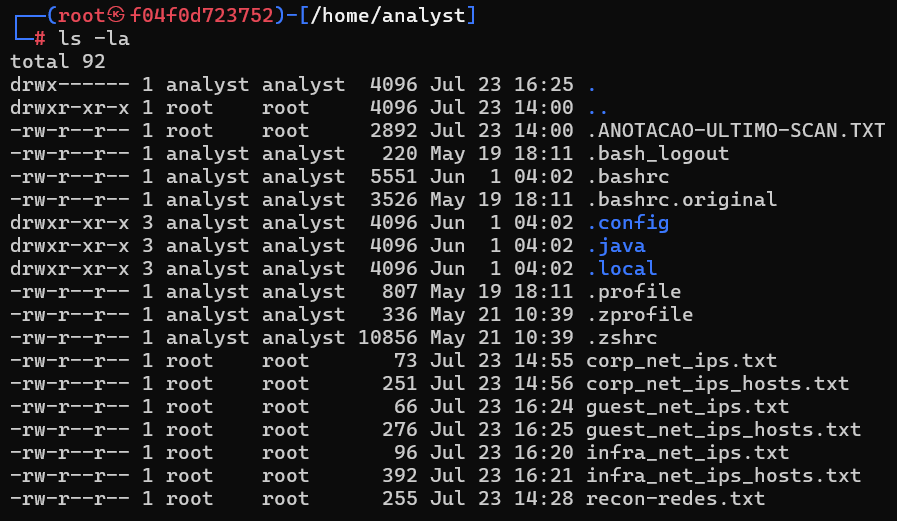 ┌──(root㉿f04f0d723752)-[/home/analyst]
└─# ls -la
total 92
drwx------ 1 analyst analyst  4096 Jul 23 16:25 .
drwxr-xr-x 1 root    root     4096 Jul 23 14:00 ..
-rw-r--r-- 1 root    root     2892 Jul 23 14:00 .ANOTACAO-ULTIMO-SCAN.TXT
-rw-r--r-- 1 analyst analyst   220 May 19 18:11 .bash_logout
-rw-r--r-- 1 analyst analyst  5551 Jun  1 04:02 .bashrc
-rw-r--r-- 1 analyst analyst  3526 May 19 18:11 .bashrc.original
drwxr-xr-x 3 analyst analyst  4096 Jun  1 04:02 .config
drwxr-xr-x 3 analyst analyst  4096 Jun  1 04:02 .java
drwxr-xr-x 3 analyst analyst  4096 Jun  1 04:02 .local
-rw-r--r-- 1 analyst analyst   807 May 19 18:11 .profile
-rw-r--r-- 1 analyst analyst   336 May 21 10:39 .zprofile
-rw-r--r-- 1 analyst analyst 10856 May 21 10:39 .zshrc
-rw-r--r-- 1 root    root       73 Jul 23 14:55 corp_net_ips.txt
-rw-r--r-- 1 root    root      251 Jul 23 14:56 corp_net_ips_hosts.txt
-rw-r--r-- 1 root    root       66 Jul 23 16:24 guest_net_ips.txt
-rw-r--r-- 1 root    root      276 Jul 23 16:25 guest_net_ips_hosts.txt
-rw-r--r-- 1 root    root       96 Jul 23 16:20 infra_net_ips.txt
-rw-r--r-- 1 root    root      392 Jul 23 16:21 infra_net_ips_hosts.txt
-rw-r--r-- 1 root    root      255 Jul 23 14:28 recon-redes.txt